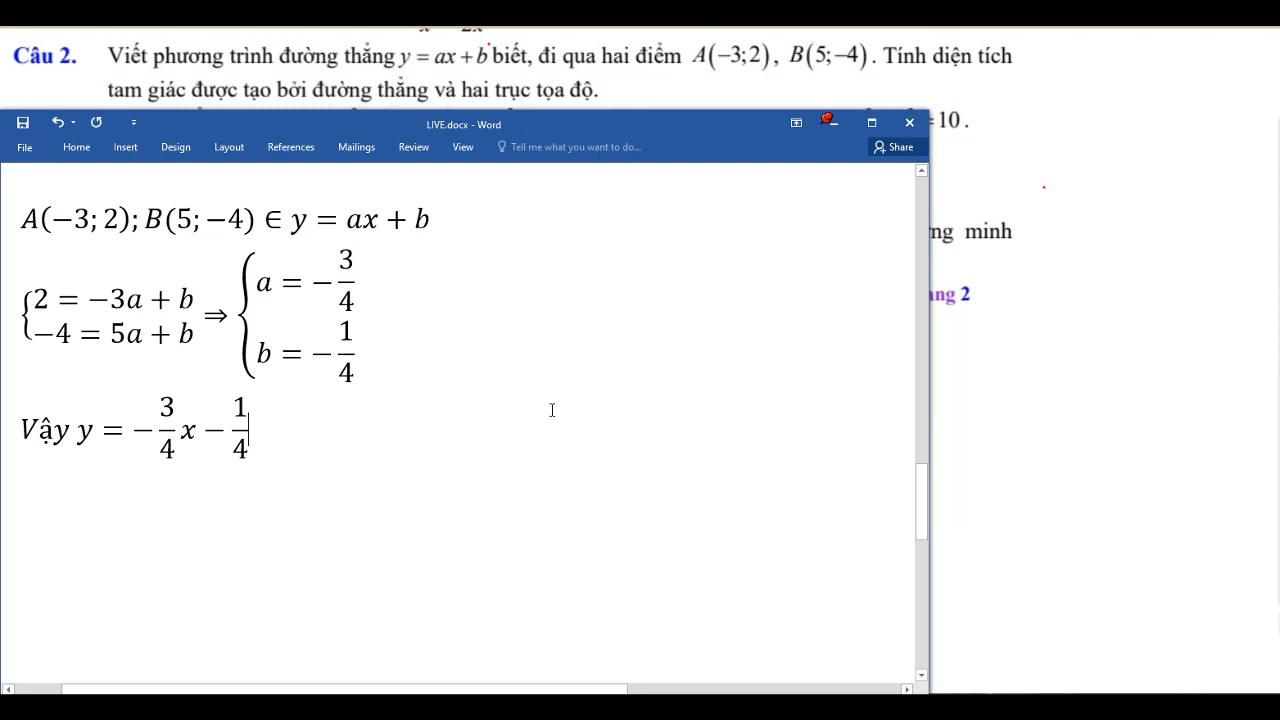 Câu 2. Viết phương trình đường thẳng y = ax + b biết, đi qua hai điểm A(−3;2), B(5;−4). Tính diện tích
tam giác được tạo bởi đường thẳng và hai trục tọa độ.
LIVE.docx - Word
=10.
File Home Insert Design Layout References Mailings Review View Tell me what you want to do... Share
A(−3; 2); B(5; −4) ∈ y = ax + b
ng minh
{2 = −3a + b
−4 = 5a + b ⇒ {a = −3/4
b = −1/4
ang 2
Vậy y = −3/4 x − 1/4